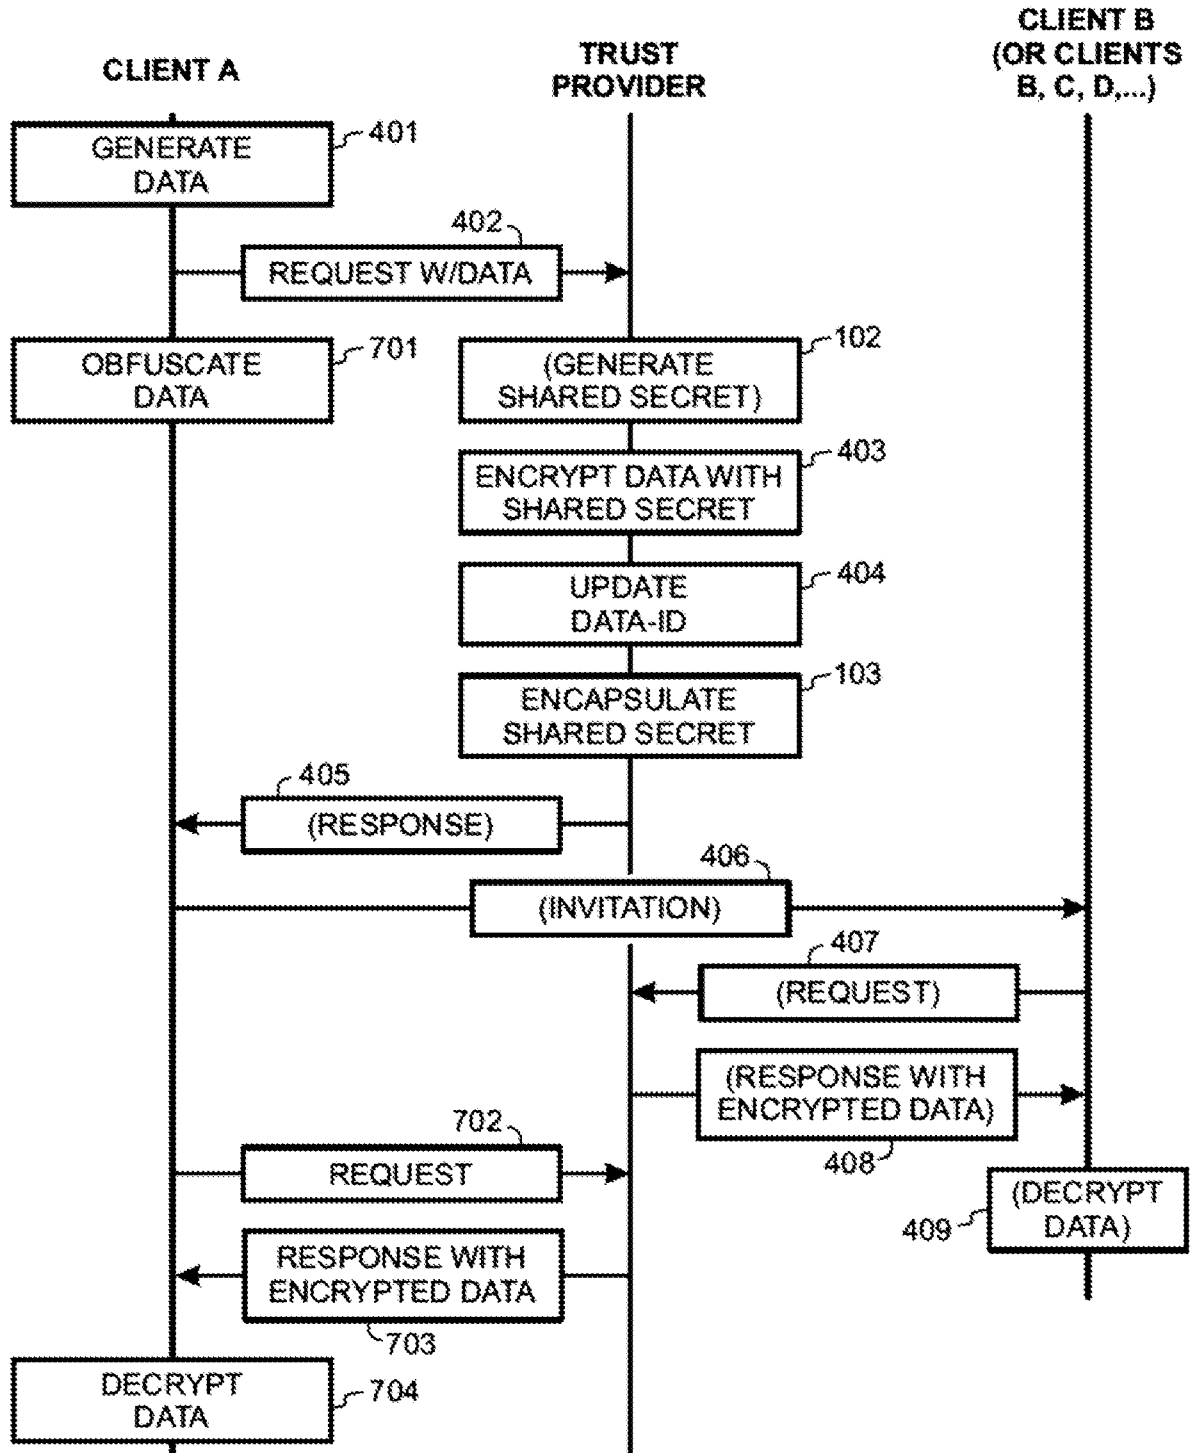 CLIENT A
TRUST
PROVIDER
CLIENT B
(OR CLIENTS
B, C, D,...)
GENERATE
DATA
401
402
REQUEST W/DATA
OBFUSCATE
DATA
701
(GENERATE
SHARED SECRET)
102
ENCRYPT DATA WITH
SHARED SECRET
403
UPDATE
DATA-ID
404
ENCAPSULATE
SHARED SECRET
103
405
(RESPONSE)
406
(INVITATION)
407
(REQUEST)
(RESPONSE WITH
ENCRYPTED DATA)
408
702
REQUEST
(DECRYPT
DATA)
409
RESPONSE WITH
ENCRYPTED DATA
703
DECRYPT
DATA
704